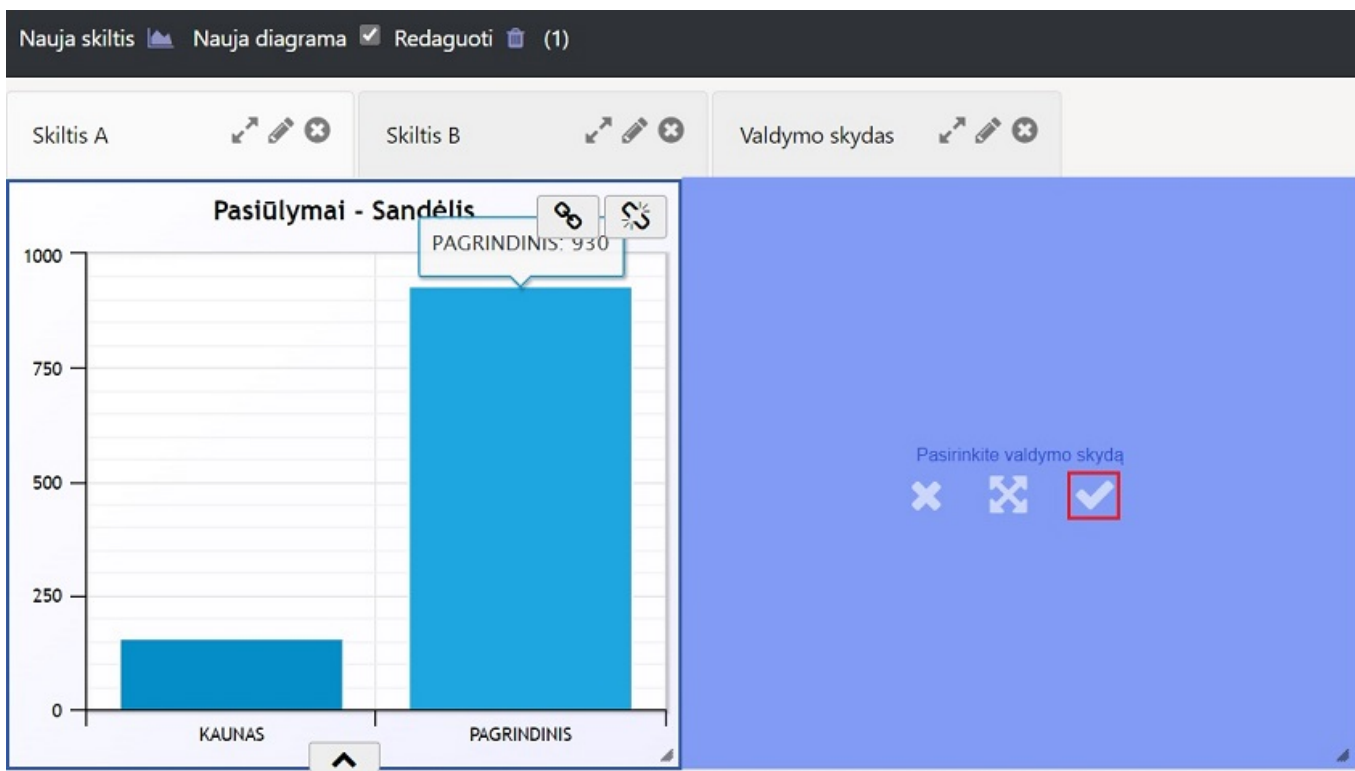 Nauja skiltis Nauja diagrama Redaguoti (1)
Skiltis A Skiltis B Valdymo skydas
Pasiūlymai - Sandėlis
PAGRINDINIS: 930
1000
750
500
250
0
KAUNAS PAGRINDINIS
Pasirinkite valdymo skydą